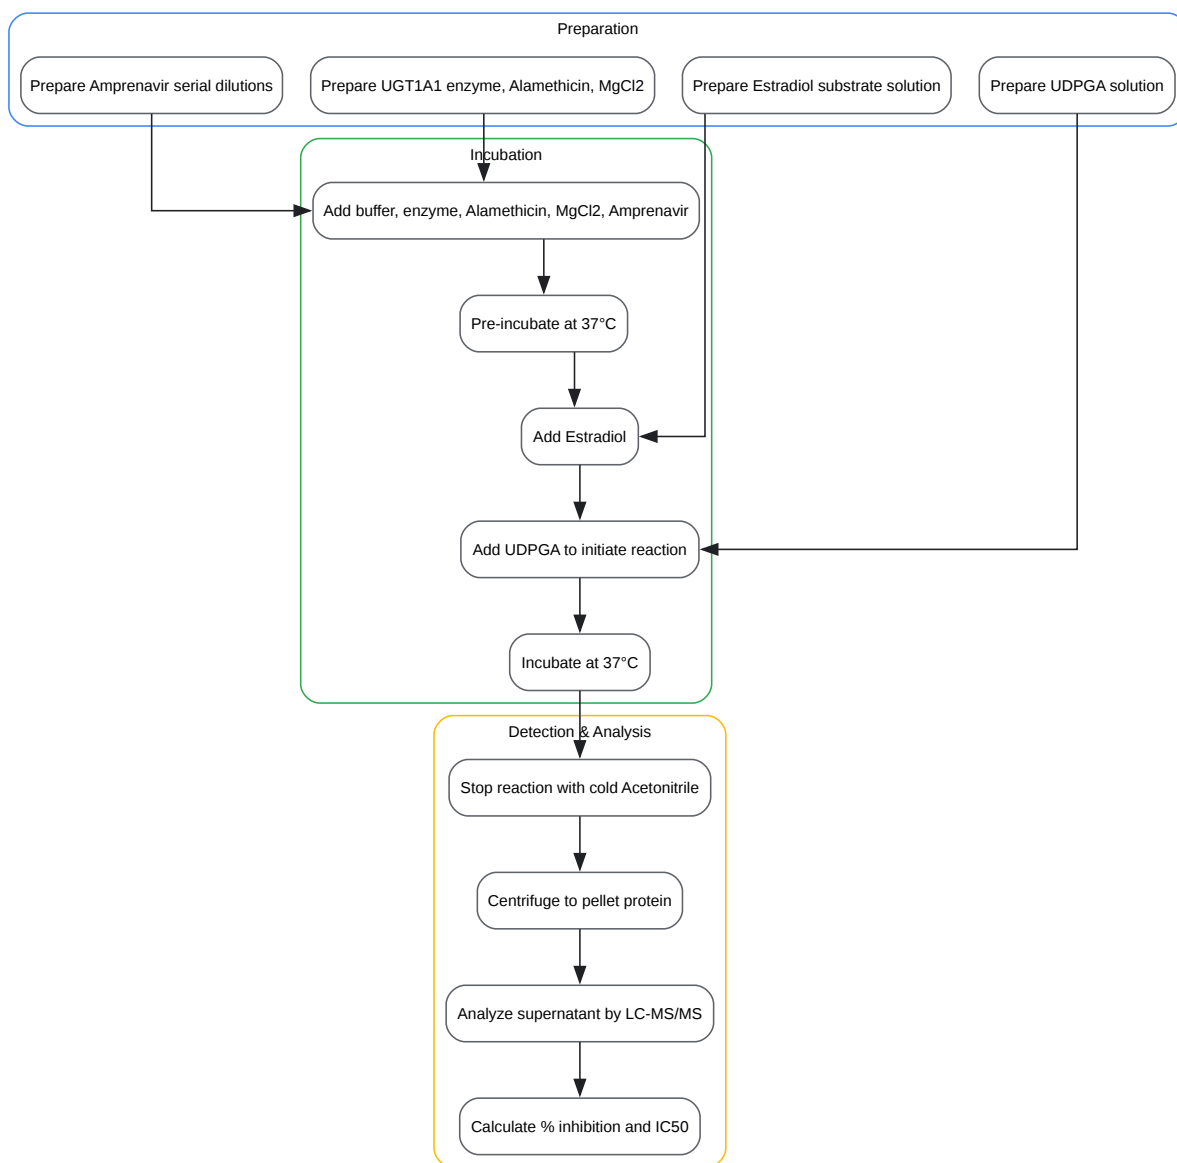 Preparation
Prepare Amprenavir serial dilutions
Prepare UGT1A1 enzyme, Alamethicin, MgCl2
Prepare Estradiol substrate solution
Prepare UDPGA solution
Incubation
Add buffer, enzyme, Alamethicin, MgCl2, Amprenavir
Pre-incubate at 37°C
Add Estradiol
Add UDPGA to initiate reaction
Incubate at 37°C
Detection & Analysis
Stop reaction with cold Acetonitrile
Centrifuge to pellet protein
Analyze supernatant by LC-MS/MS
Calculate % inhibition and IC50